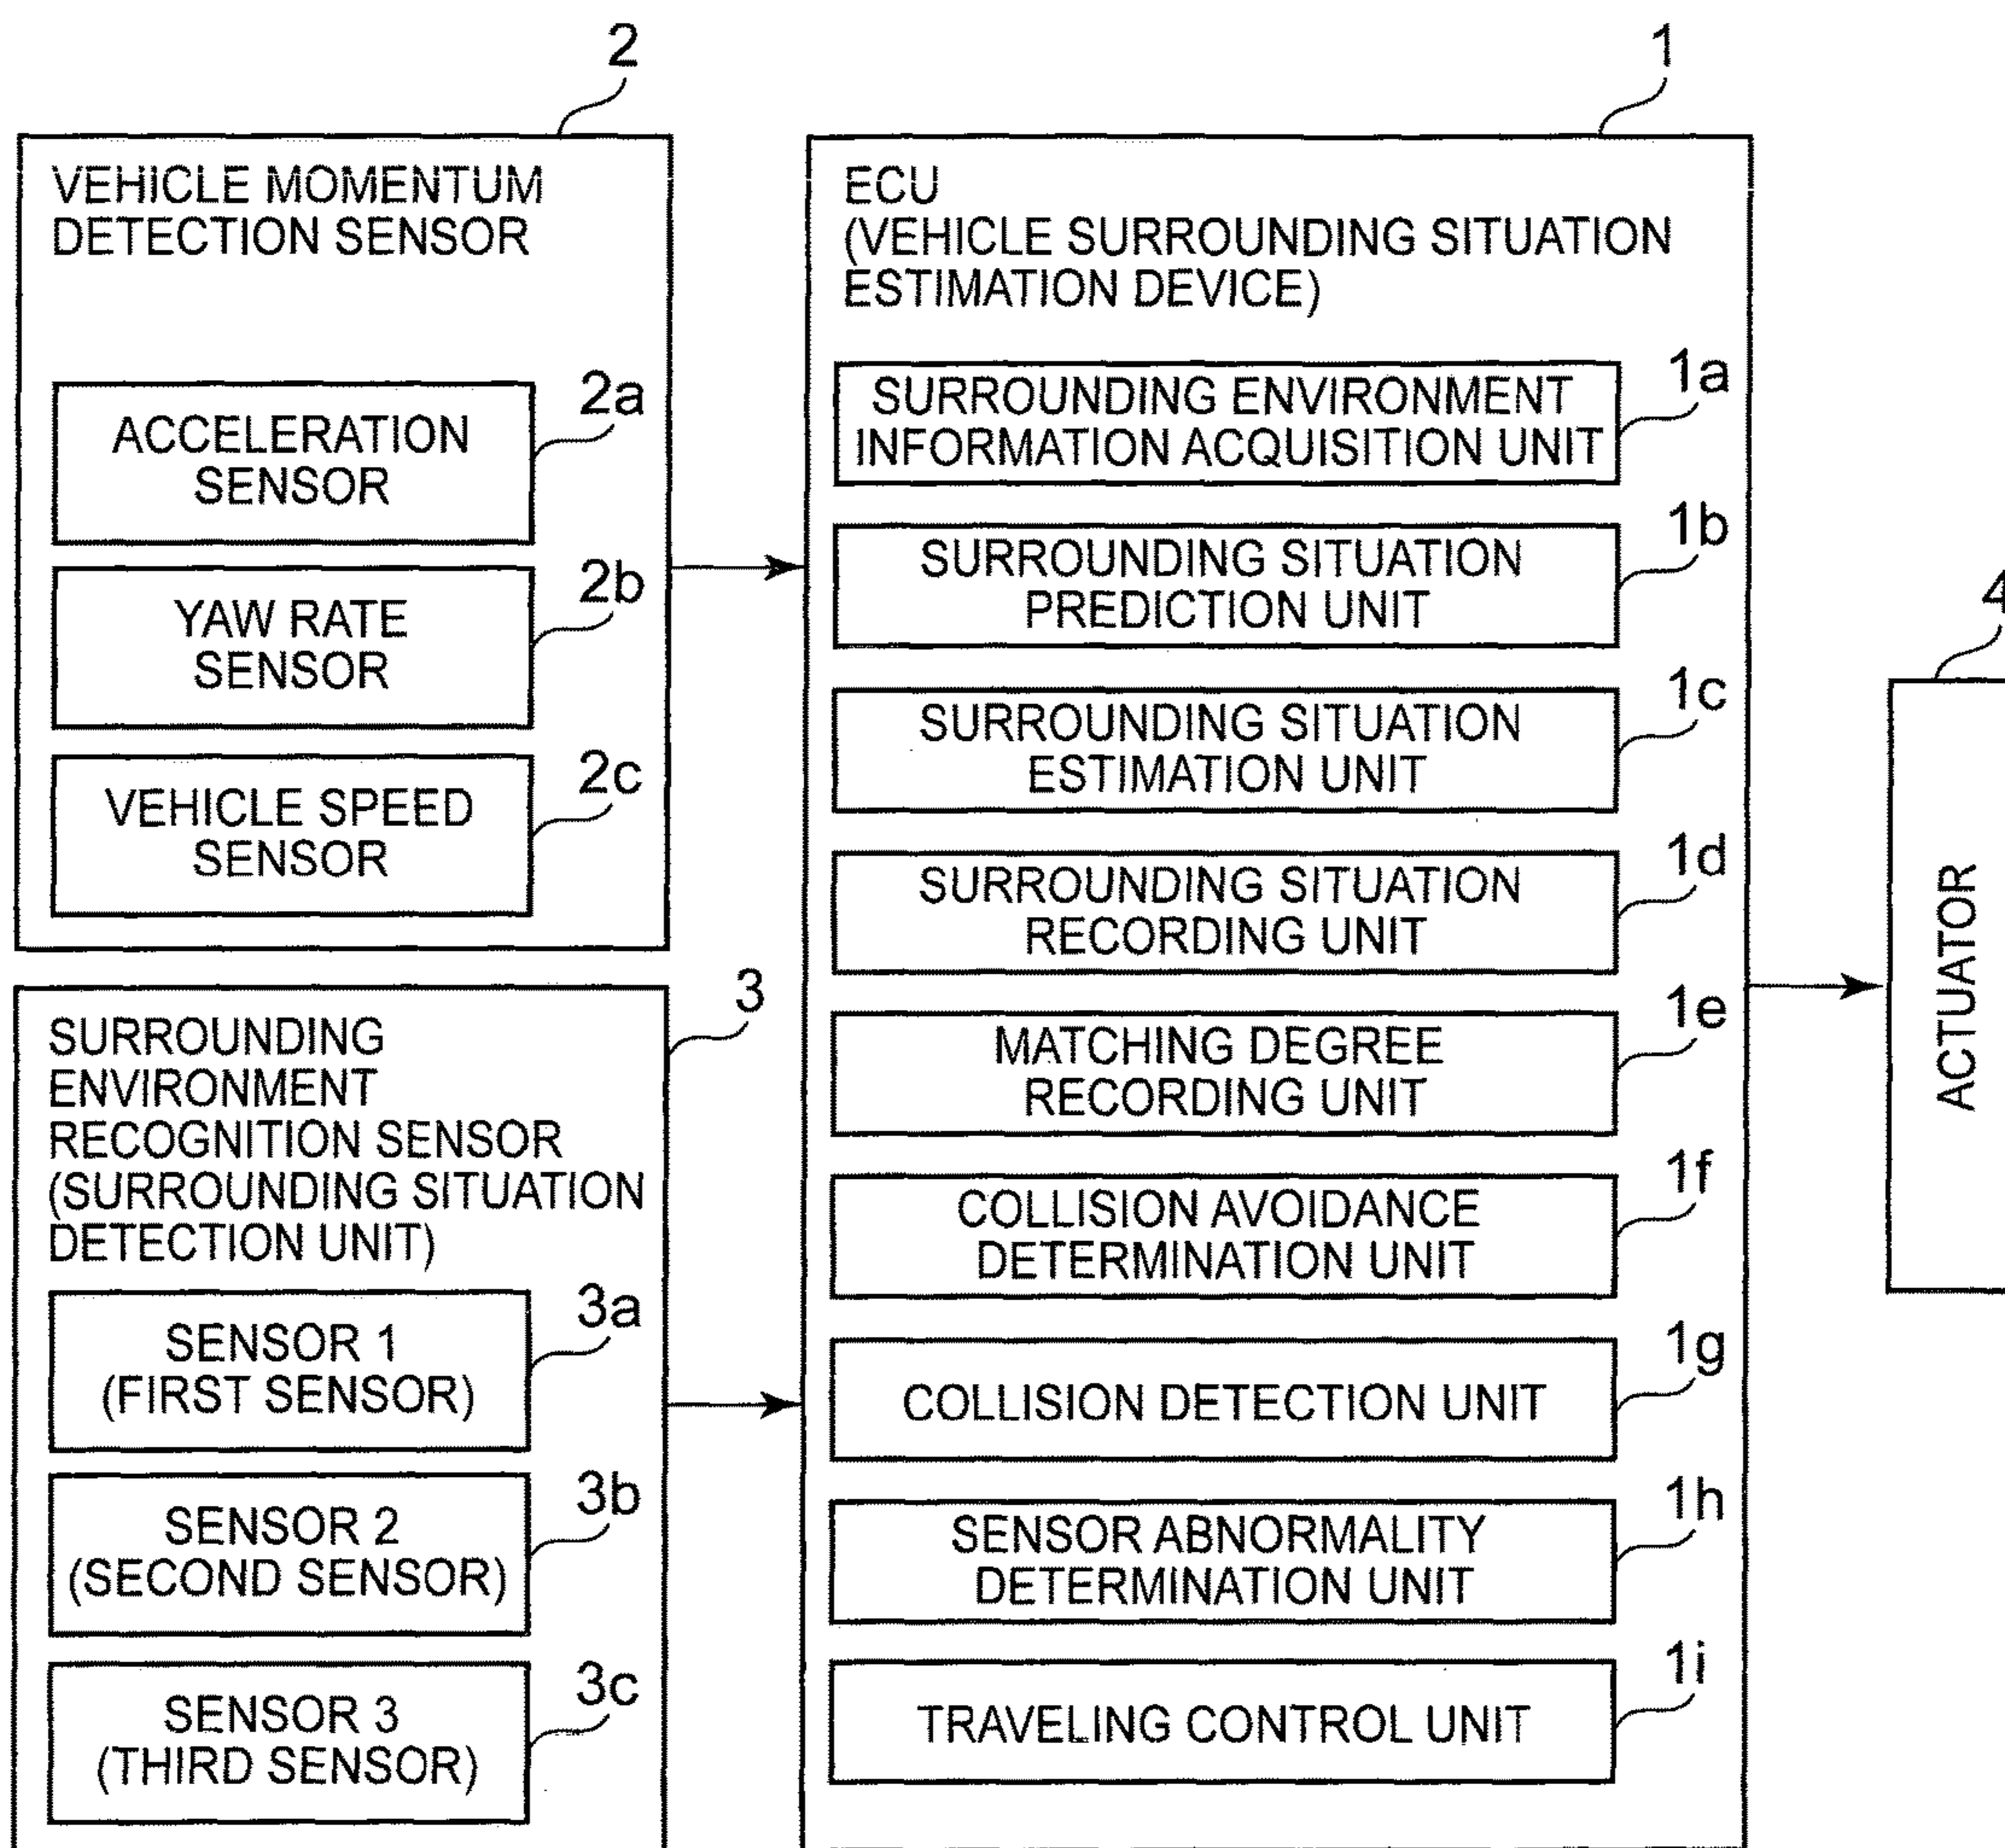 2
VEHICLE MOMENTUM
DETECTION SENSOR
2a
ACCELERATION
SENSOR
2b
YAW RATE
SENSOR
2c
VEHICLE SPEED
SENSOR
3
SURROUNDING
ENVIRONMENT
RECOGNITION SENSOR
(SURROUNDING SITUATION
DETECTION UNIT)
3a
SENSOR 1
(FIRST SENSOR)
3b
SENSOR 2
(SECOND SENSOR)
3c
SENSOR 3
(THIRD SENSOR)
1
ECU
(VEHICLE SURROUNDING SITUATION
ESTIMATION DEVICE)
1a
SURROUNDING ENVIRONMENT
INFORMATION ACQUISITION UNIT
1b
SURROUNDING SITUATION
PREDICTION UNIT
1c
SURROUNDING SITUATION
ESTIMATION UNIT
1d
SURROUNDING SITUATION
RECORDING UNIT
1e
MATCHING DEGREE
RECORDING UNIT
1f
COLLISION AVOIDANCE
DETERMINATION UNIT
1g
COLLISION DETECTION UNIT
1h
SENSOR ABNORMALITY
DETERMINATION UNIT
1i
TRAVELING CONTROL UNIT
4
ACTUATOR